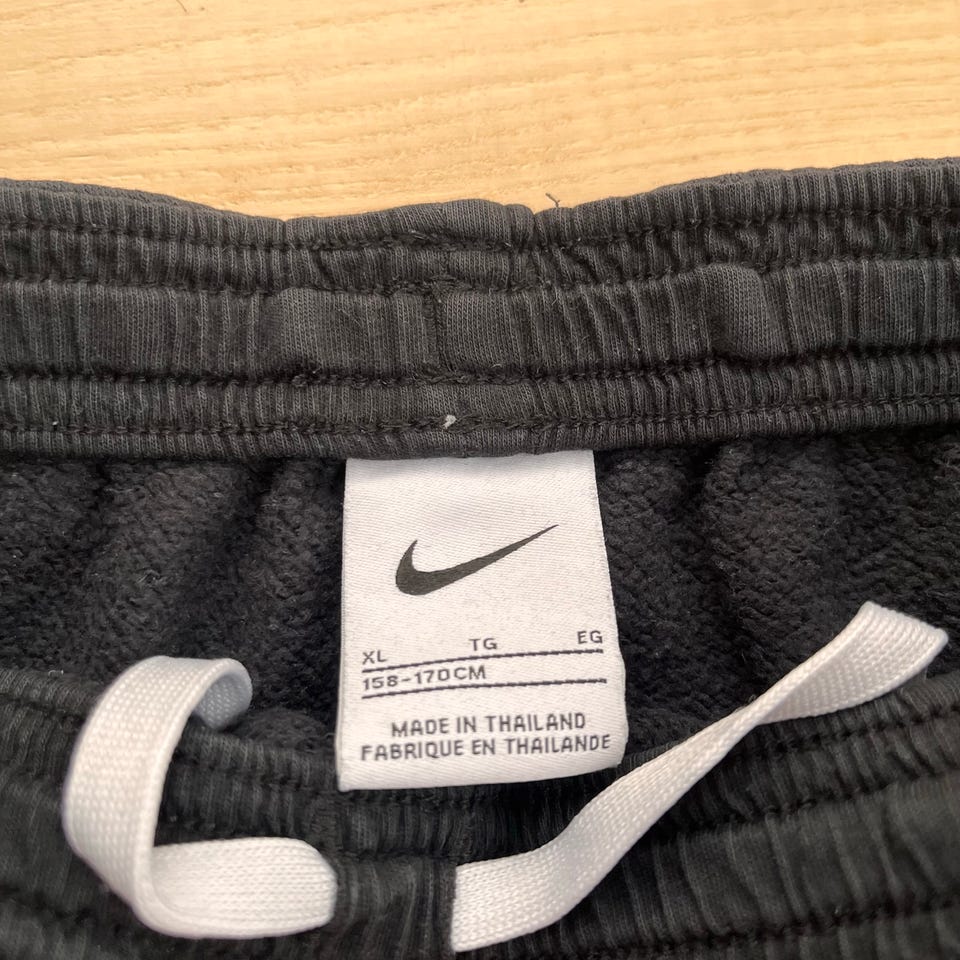 XL TG EG
158-170CM
MADE IN THAILAND
FABRIQUE EN THAILANDE